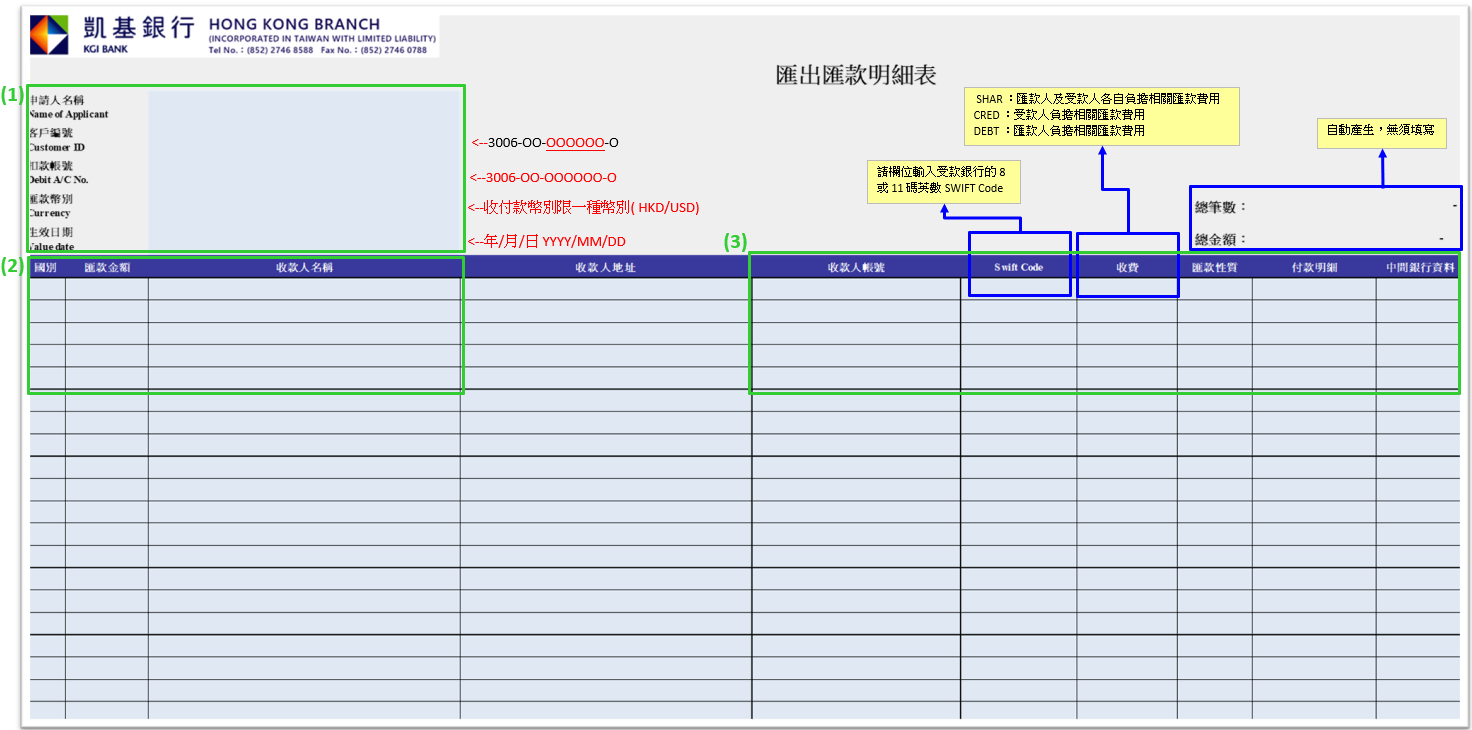 凱基銀行
KGI BANK
HONG KONG BRANCH
(INCORPORATED IN TAIWAN WITH LIMITED LIABILITY)
Tel No.：(852) 2746 8588 Fax No.：(852) 2746 0788
匯出匯款明細表
(1)
申請人名稱
Name of Applicant
客戶編號
Customer ID
扣款帳號
Debit A/C No.
匯款幣別
Currency
生效日期
Value date
<--3006-OO-OOOOOO-O
<--3006-OO-OOOOOO-O
<--收付款幣別限一種幣別( HKD/USD)
<--年/月/日 YYYY/MM/DD
請欄位輸入受款銀行的 8
或 11 碼英數 SWIFT Code
SHAR ：匯款人及受款人各自負擔相關匯款費用
CRED ：受款人負擔相關匯款費用
DEBT ：匯款人負擔相關匯款費用
自動產生，無須填寫
總筆數： -
總金額： -
(2)
(3)
國別 匯款金額 收款人名稱 收款人地址 收款人帳號 Swift Code 收費 匯款性質 付款明細 中間銀行資料